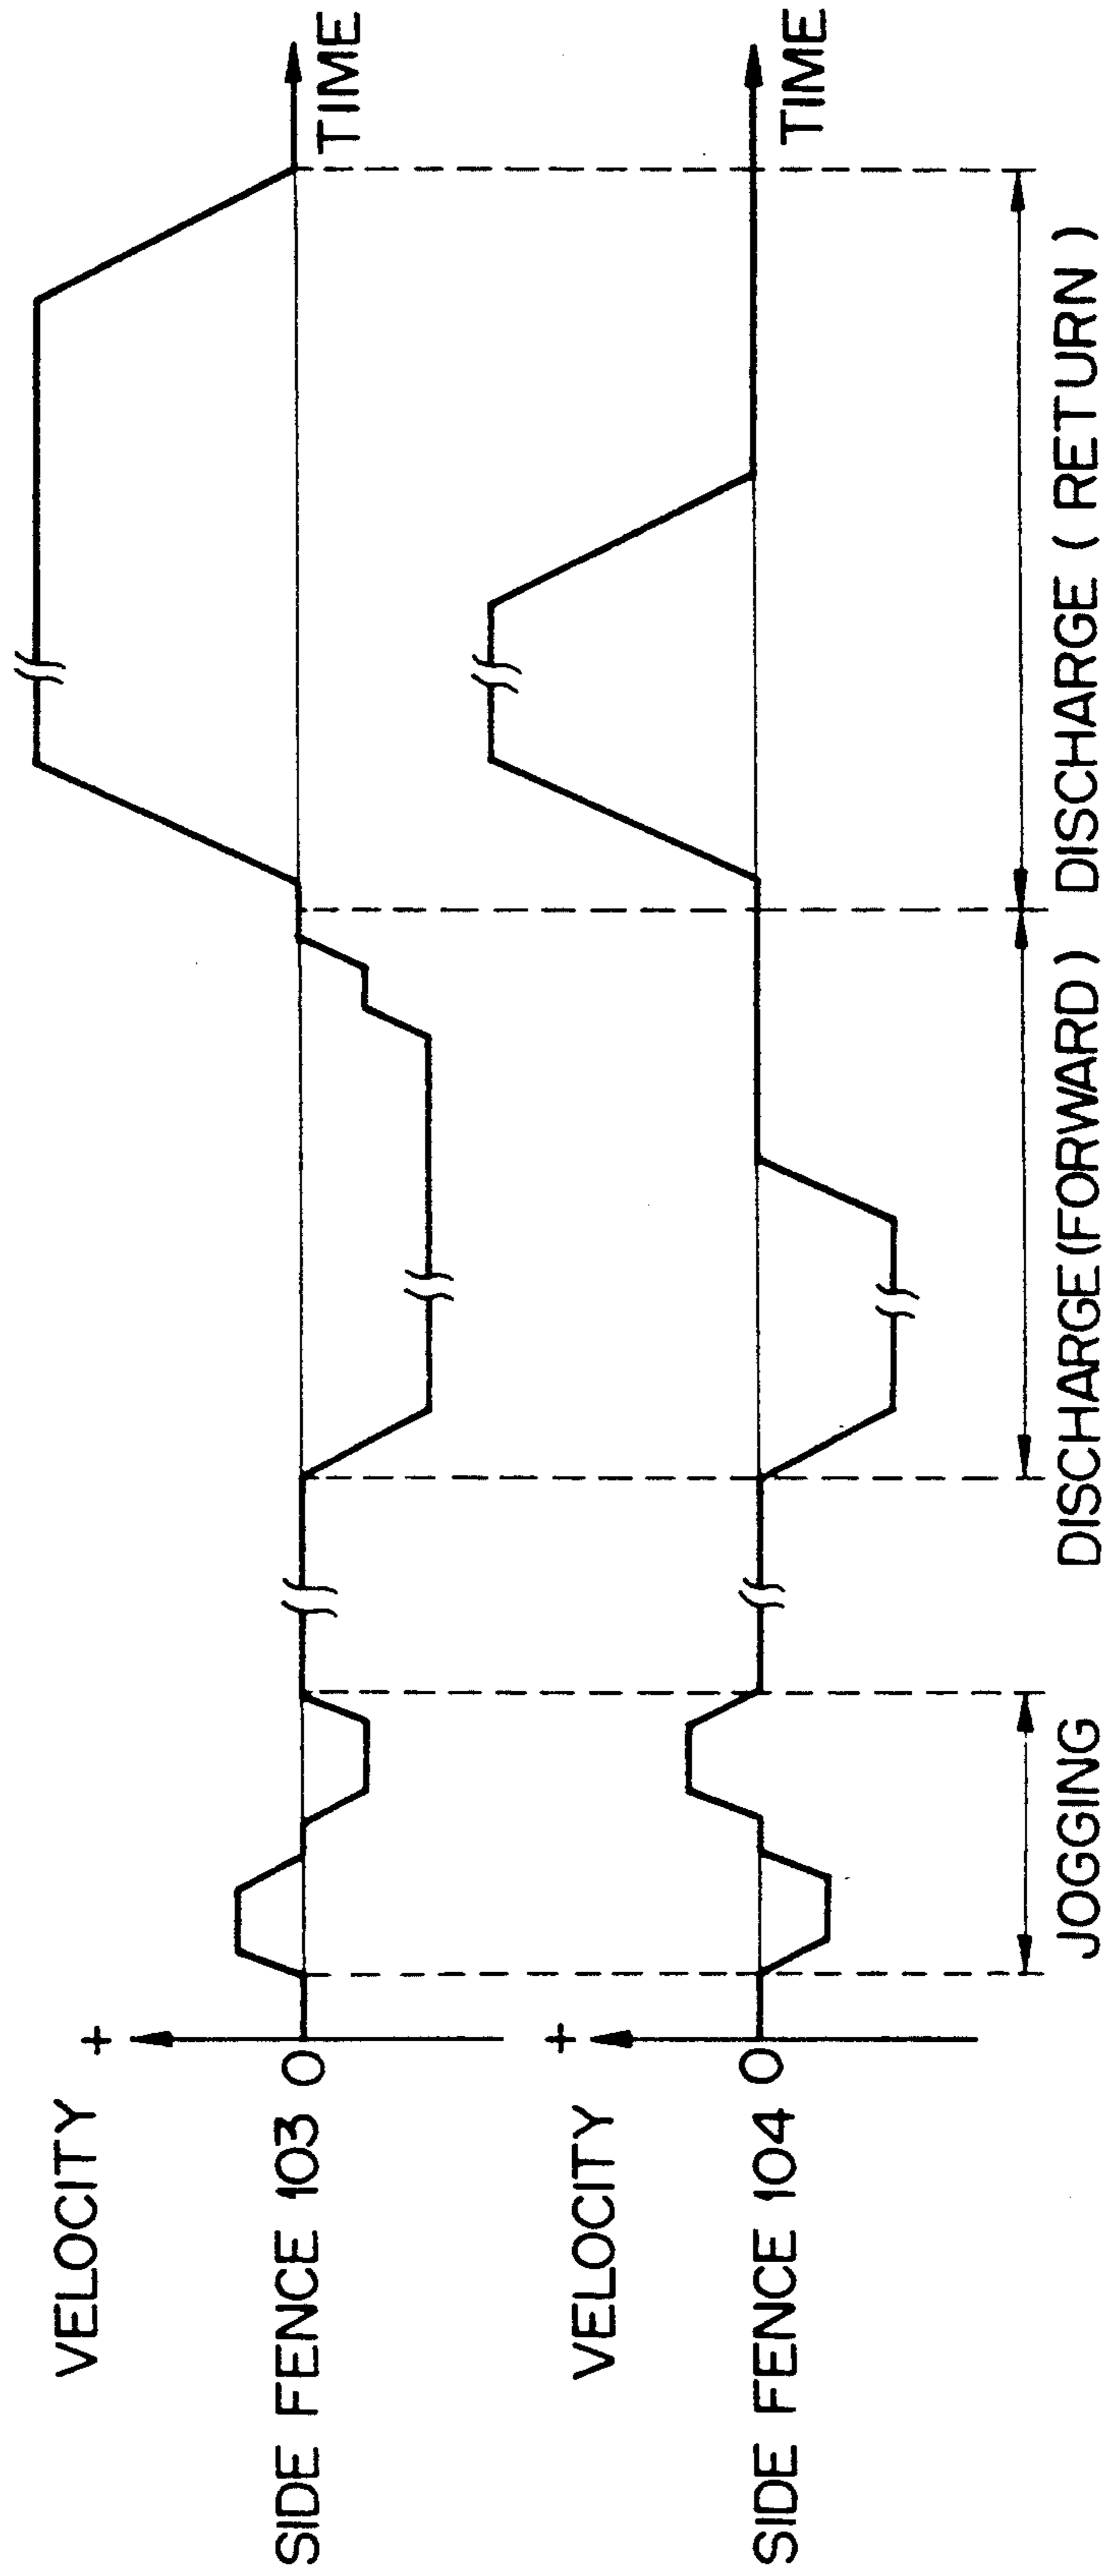 VELOCITY
+
SIDE FENCE 103 0
TIME
VELOCITY
+
SIDE FENCE 104 0
TIME
JOGGING
DISCHARGE (FORWARD)
DISCHARGE ( RETURN )